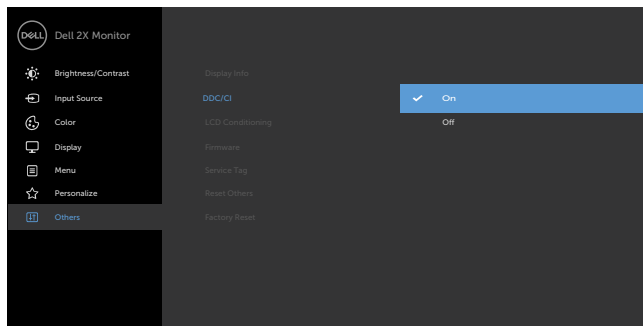 DELL Dell 2X Monitor
Brightness/Contrast
Input Source
Color
Display
Menu
Personalize
Others
Display Info
DDC/CI
LCD Conditioning
Firmware
Service Tag
Reset Others
Factory Reset
On
Off